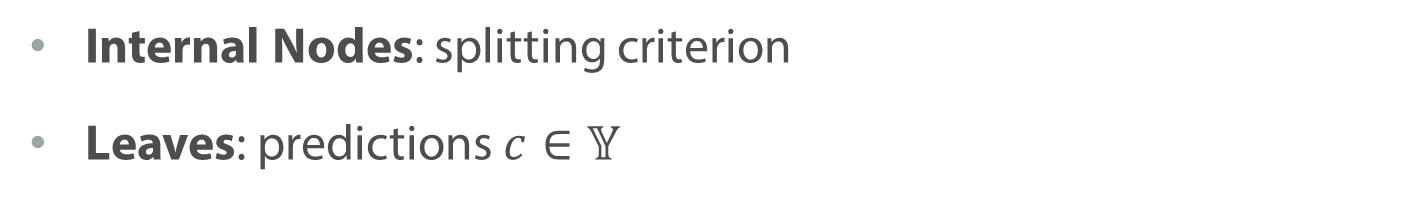 • Internal Nodes: splitting criterion
• Leaves: predictions 𝑐 ∈ 𝕐